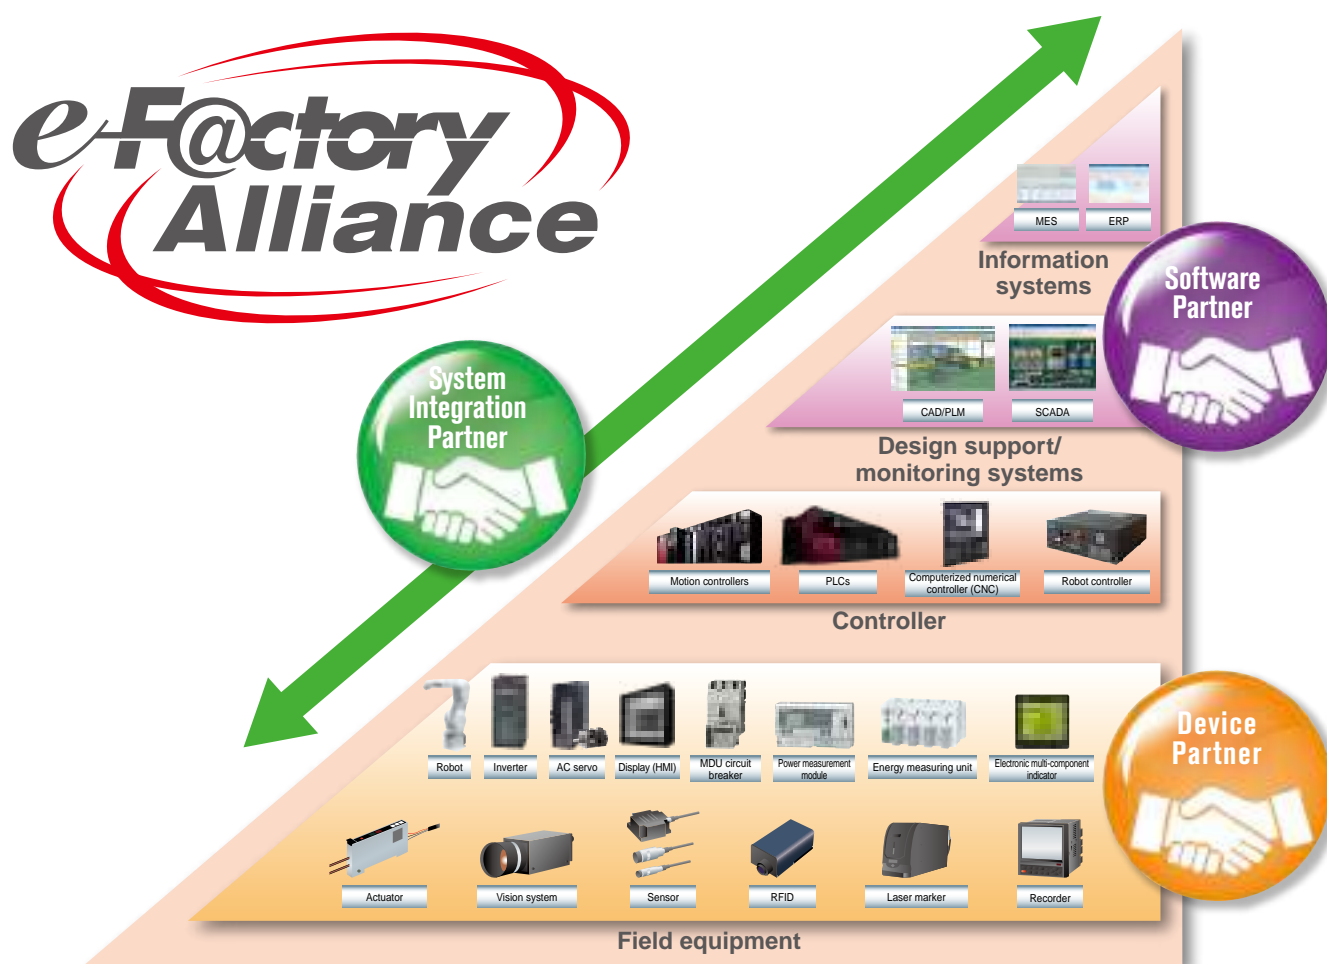 e-F@ctory
Alliance
MES
ERP
Information
systems
Software
Partner
CAD/PLM
SCADA
Design support/
monitoring systems
System
Integration
Partner
Motion controllers
PLCs
Computerized numerical
controller (CNC)
Robot controller
Controller
Robot
Inverter
AC servo
Display (HMI)
MDU circuit
breaker
Power measurement
module
Energy measuring unit
Electronic multi-component
indicator
Device
Partner
Actuator
Vision system
Sensor
RFID
Laser marker
Recorder
Field equipment